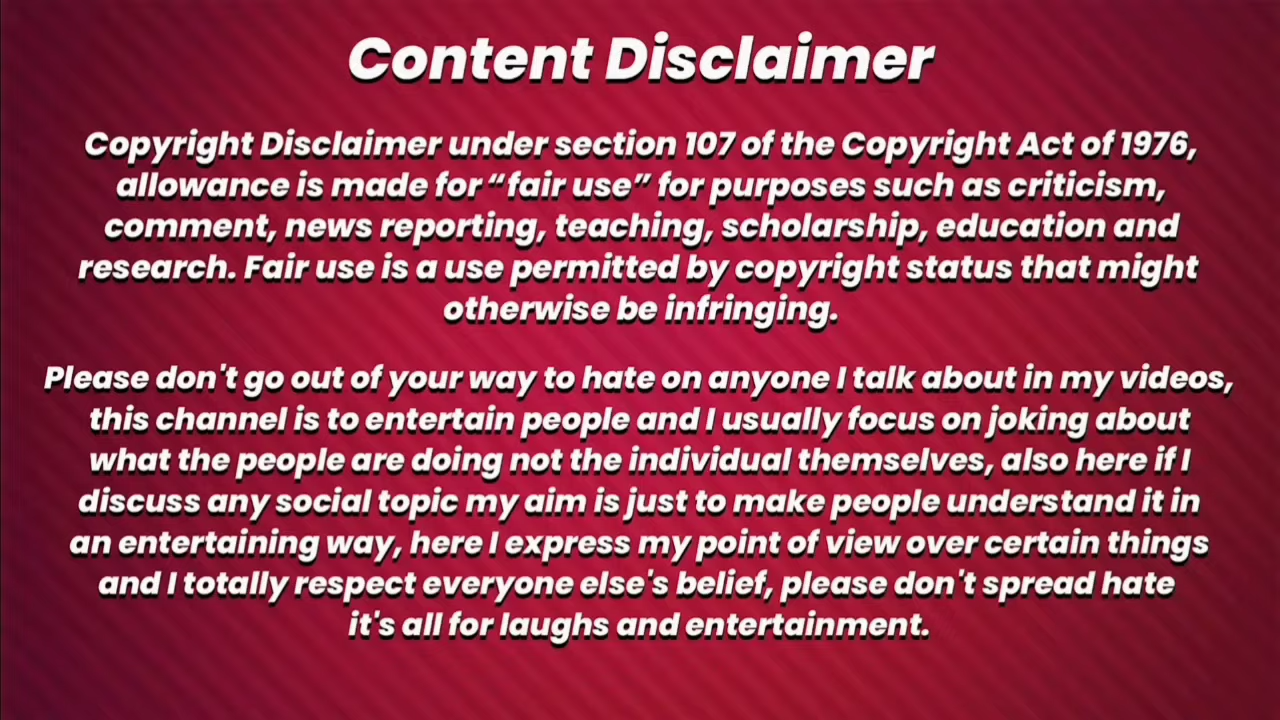 Content Disclaimer
Copyright Disclaimer under section 107 of the Copyright Act of 1976,
allowance is made for “fair use” for purposes such as criticism,
comment, news reporting, teaching, scholarship, education and
research. Fair use is a use permitted by copyright status that might
otherwise be infringing.
Please don't go out of your way to hate on anyone I talk about in my videos,
this channel is to entertain people and I usually focus on joking about
what the people are doing not the individual themselves, also here if I
discuss any social topic my aim is just to make people understand it in
an entertaining way, here I express my point of view over certain things
and I totally respect everyone else's belief, please don't spread hate
it's all for laughs and entertainment.